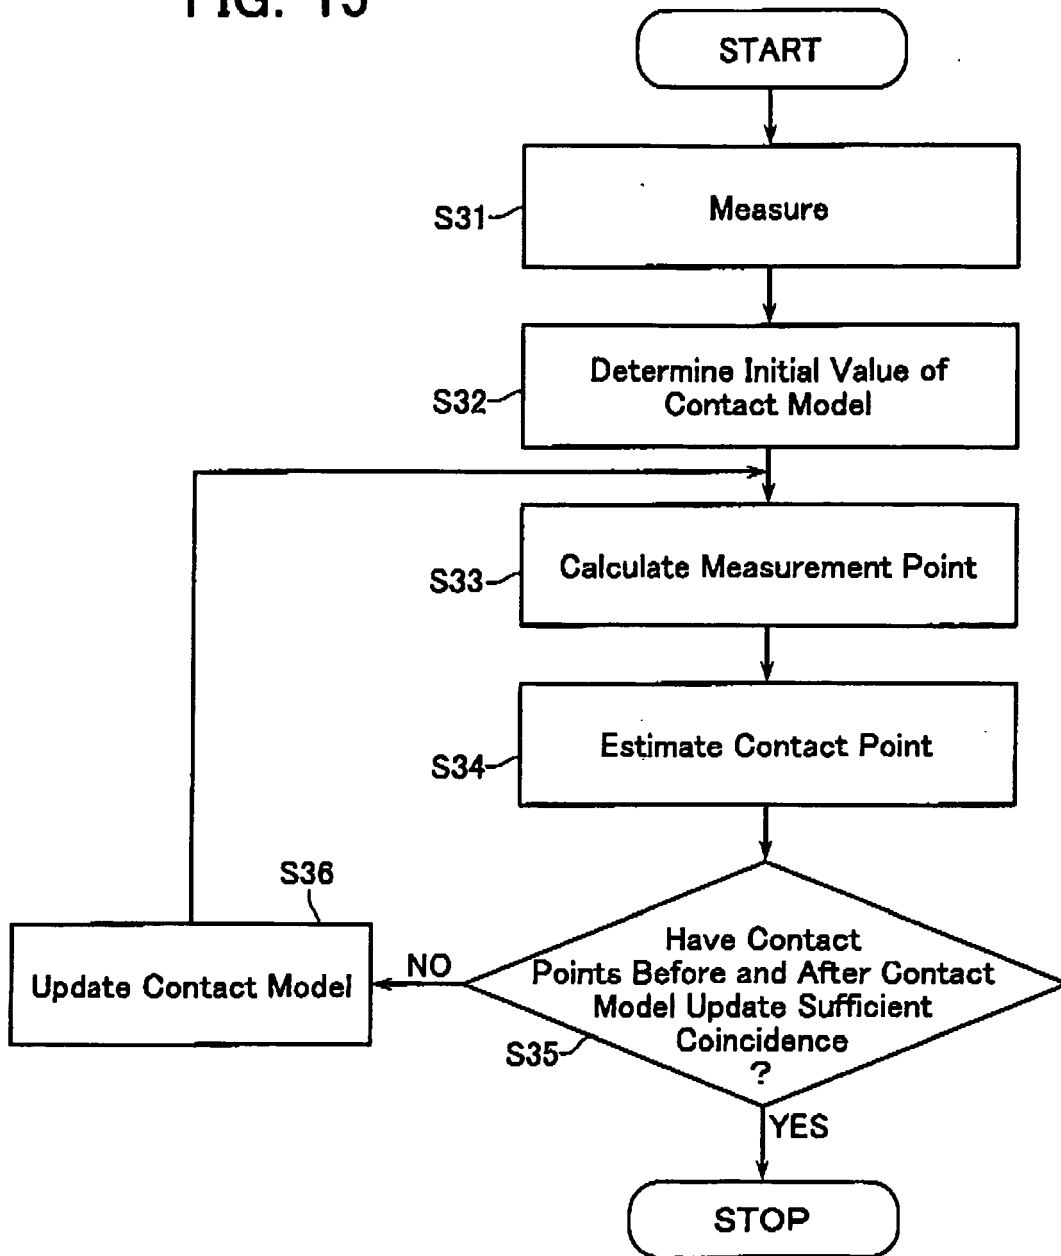 FIG. 15
START
S31
Measure
S32
Determine Initial Value of
Contact Model
S33
Calculate Measurement Point
S34
Estimate Contact Point
S36
Update Contact Model
NO
Have Contact
Points Before and After Contact
Model Update Sufficient
Coincidence
?
S35
YES
STOP